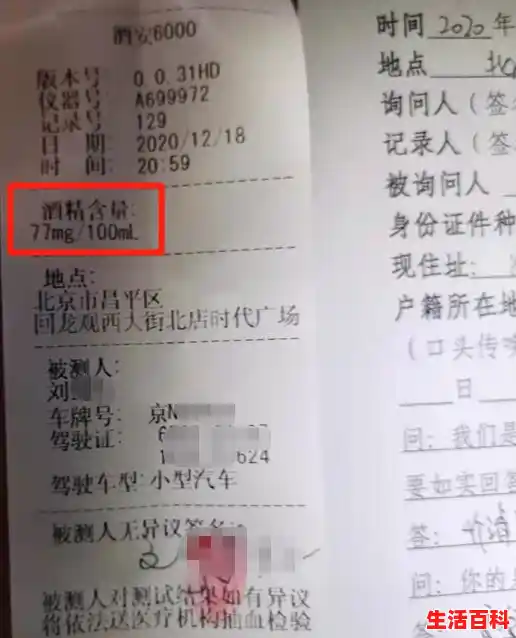 酒安6000
版本号 0.0.31HD
仪器号 A699972
记录号 129
日 期: 2020/12/18
时 间: 20:59
酒精含量:
77mg/100mL
地点:
北京市昌平区
回龙观西大街北店时代广场
被测人:
刘
车牌号: 京N
驾驶证: 6
1 624
驾驶车型: 小型汽车
被测人无异议签名:
被测人对测试结果如有异议
将依法送医疗机构抽血检验
时间 2020 年
地点
询问人(签
记录人(签
被询问人
身份证件种
现住址:
户籍所在地
(口头传唤
日
问: 我们是
要如实回答
答:
问: 你的是
答:
生活百科